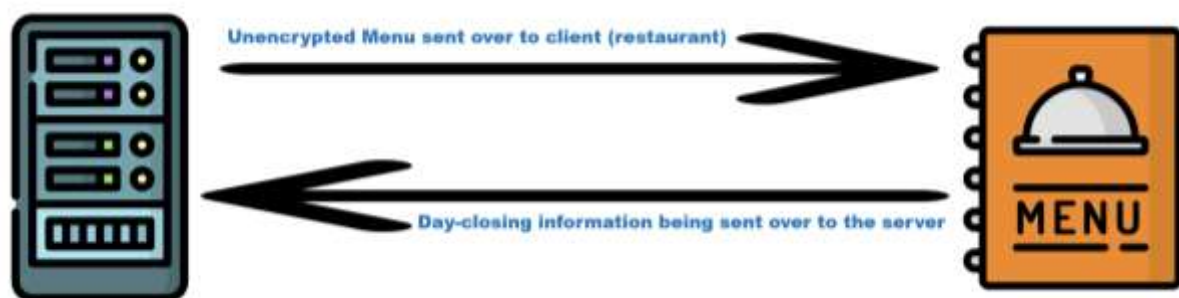 Unencrypted Menu sent over to client (restaurant)
Day-closing information being sent over to the server
MENU